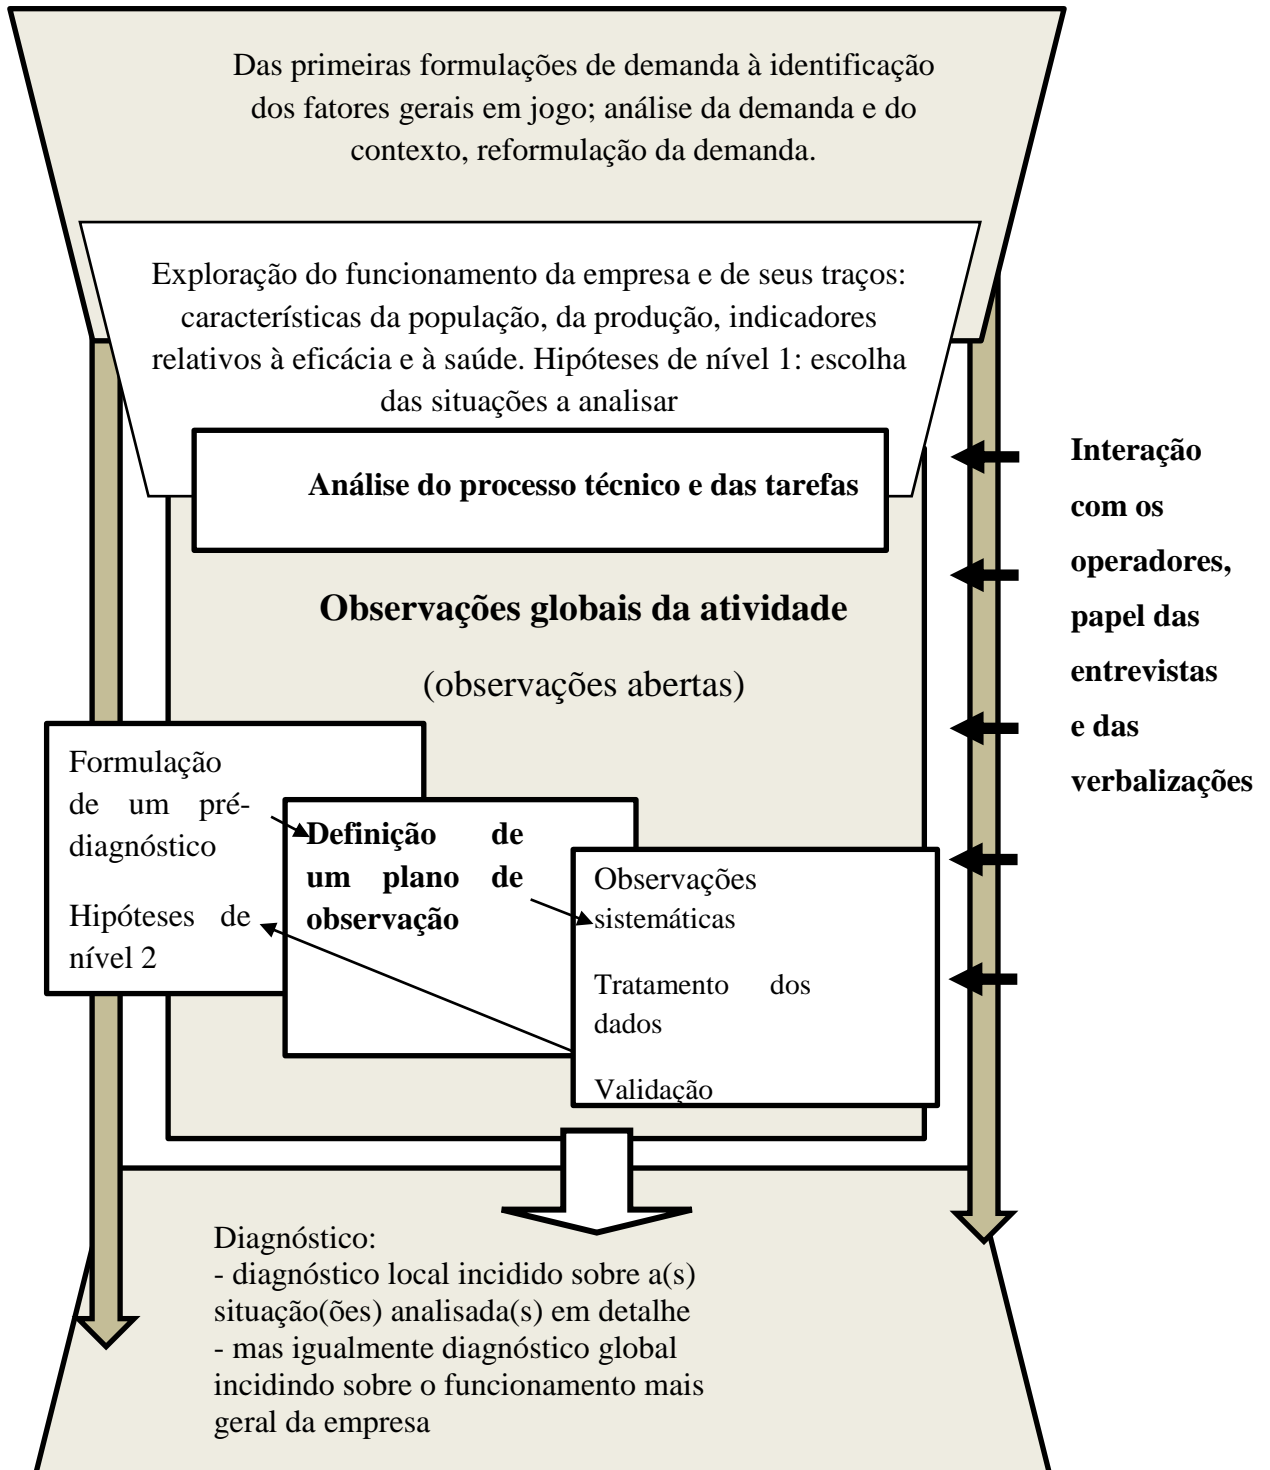 Das primeiras formulações de demanda à identificação
dos fatores gerais em jogo; análise da demanda e do
contexto, reformulação da demanda.
Exploração do funcionamento da empresa e de seus traços:
características da população, da produção, indicadores
relativos à eficácia e à saúde. Hipóteses de nível 1: escolha
das situações a analisar
Análise do processo técnico e das tarefas
Observações globais da atividade
(observações abertas)
Formulação
de um pré-
diagnóstico
Hipóteses de
nível 2
Definição de
um plano de
observação
Observações
sistemáticas
Tratamento dos
dados
Validação
Interação
com os
operadores,
papel das
entrevistas
e das
verbalizações
Diagnóstico:
- diagnóstico local incidido sobre a(s)
situação(ões) analisada(s) em detalhe
- mas igualmente diagnóstico global
incidindo sobre o funcionamento mais
geral da empresa